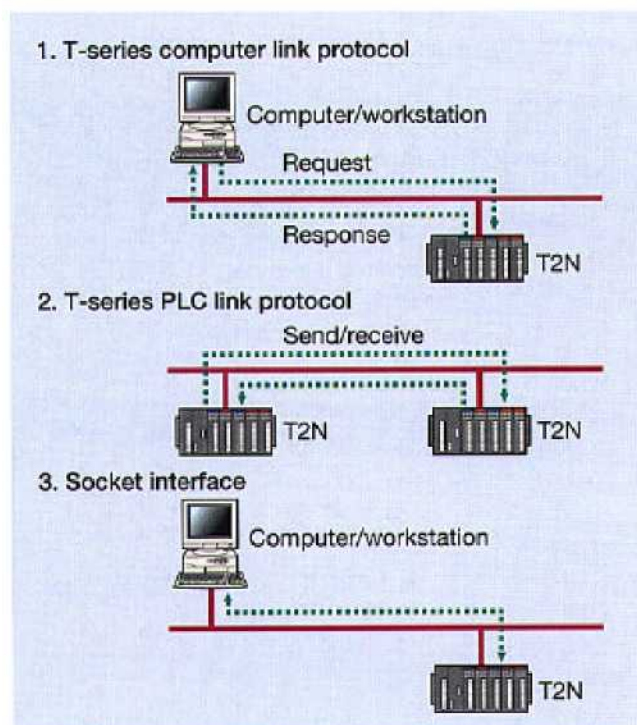 1. T-series computer link protocol
Computer/workstation
Request
Response
T2N
2. T-series PLC link protocol
Send/receive
T2N
T2N
3. Socket interface
Computer/workstation
T2N